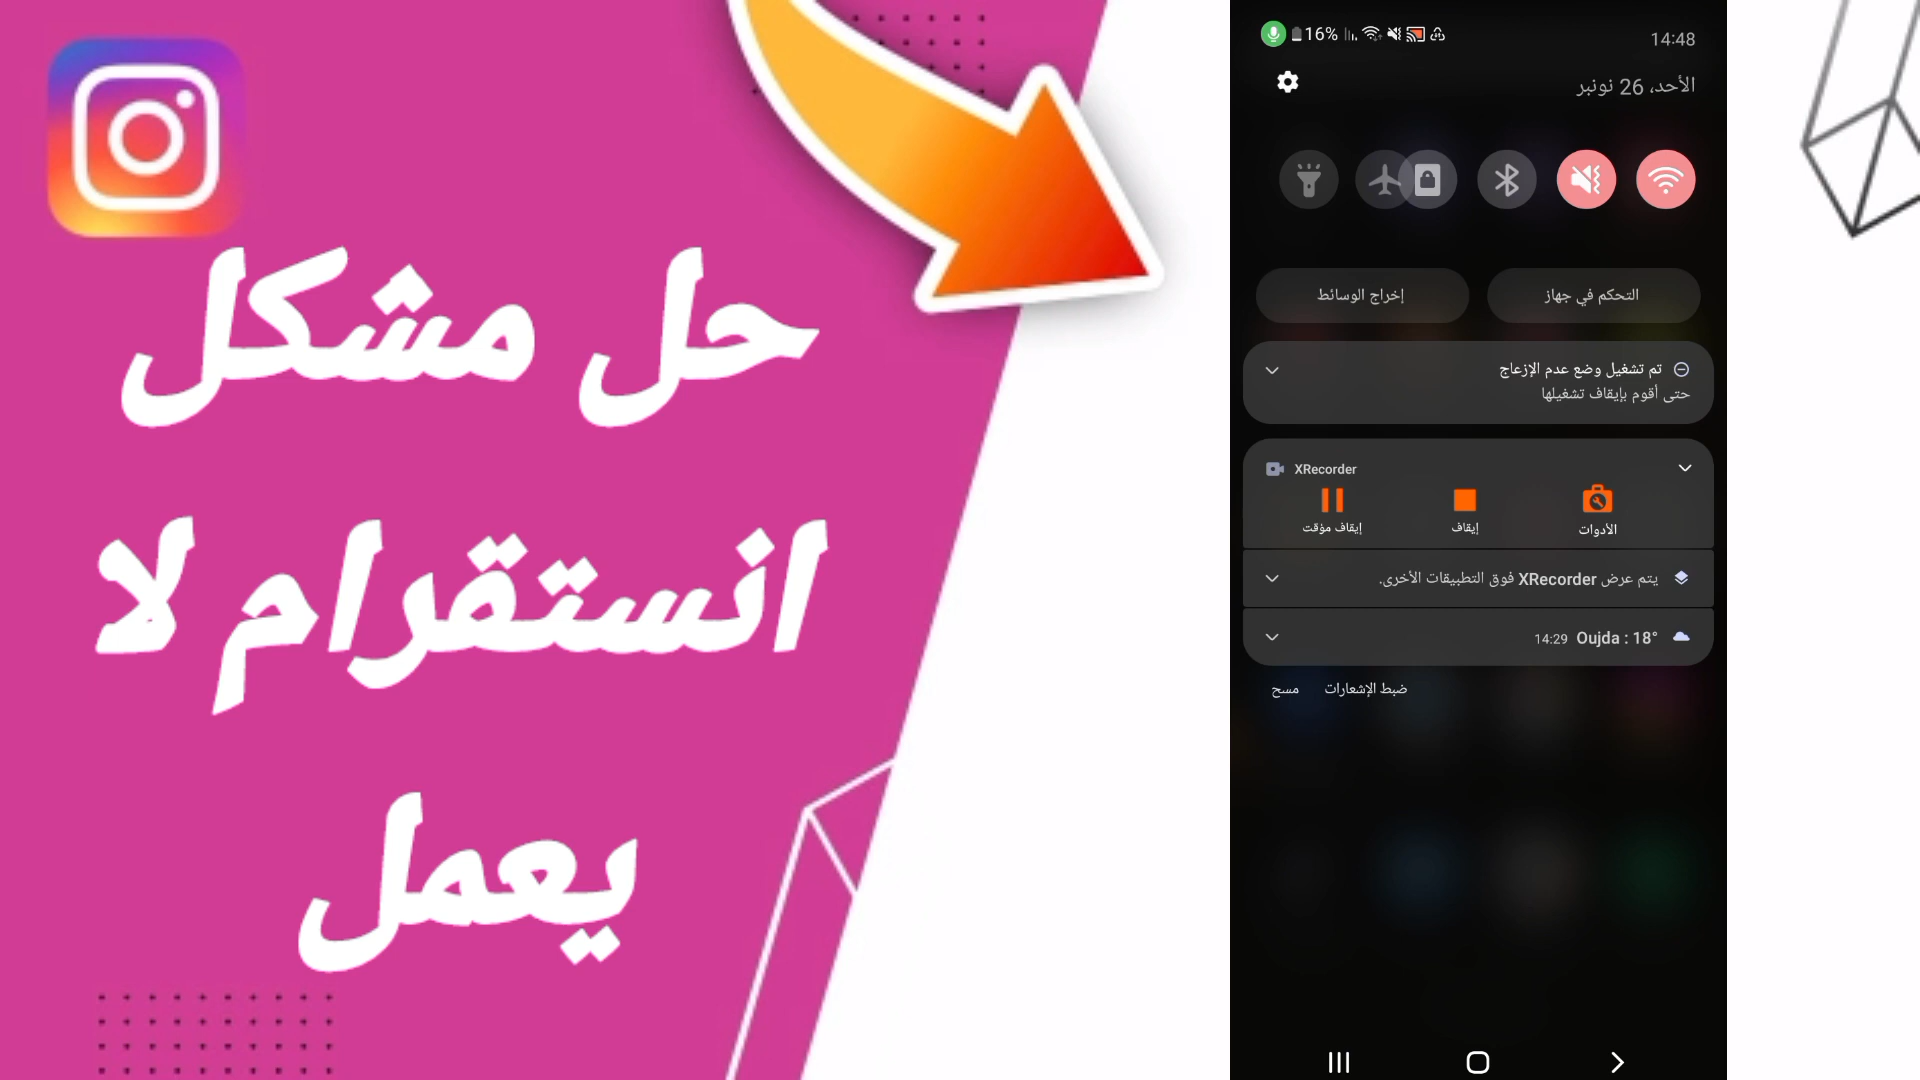 حل مشكل
انستقرام لا
يعمل
16%
14:48
الأحد، 26 نونبر
التحكم في جهاز
إخراج الوسائط
تم تشغيل وضع عدم الإزعاج
حتى أقوم بإيقاف تشغيلها
XRecorder
الأدوات
إيقاف
إيقاف مؤقت
يتم عرض XRecorder فوق التطبيقات الأخرى.
Oujda : 18° 14:29
ضبط الإشعارات
مسح